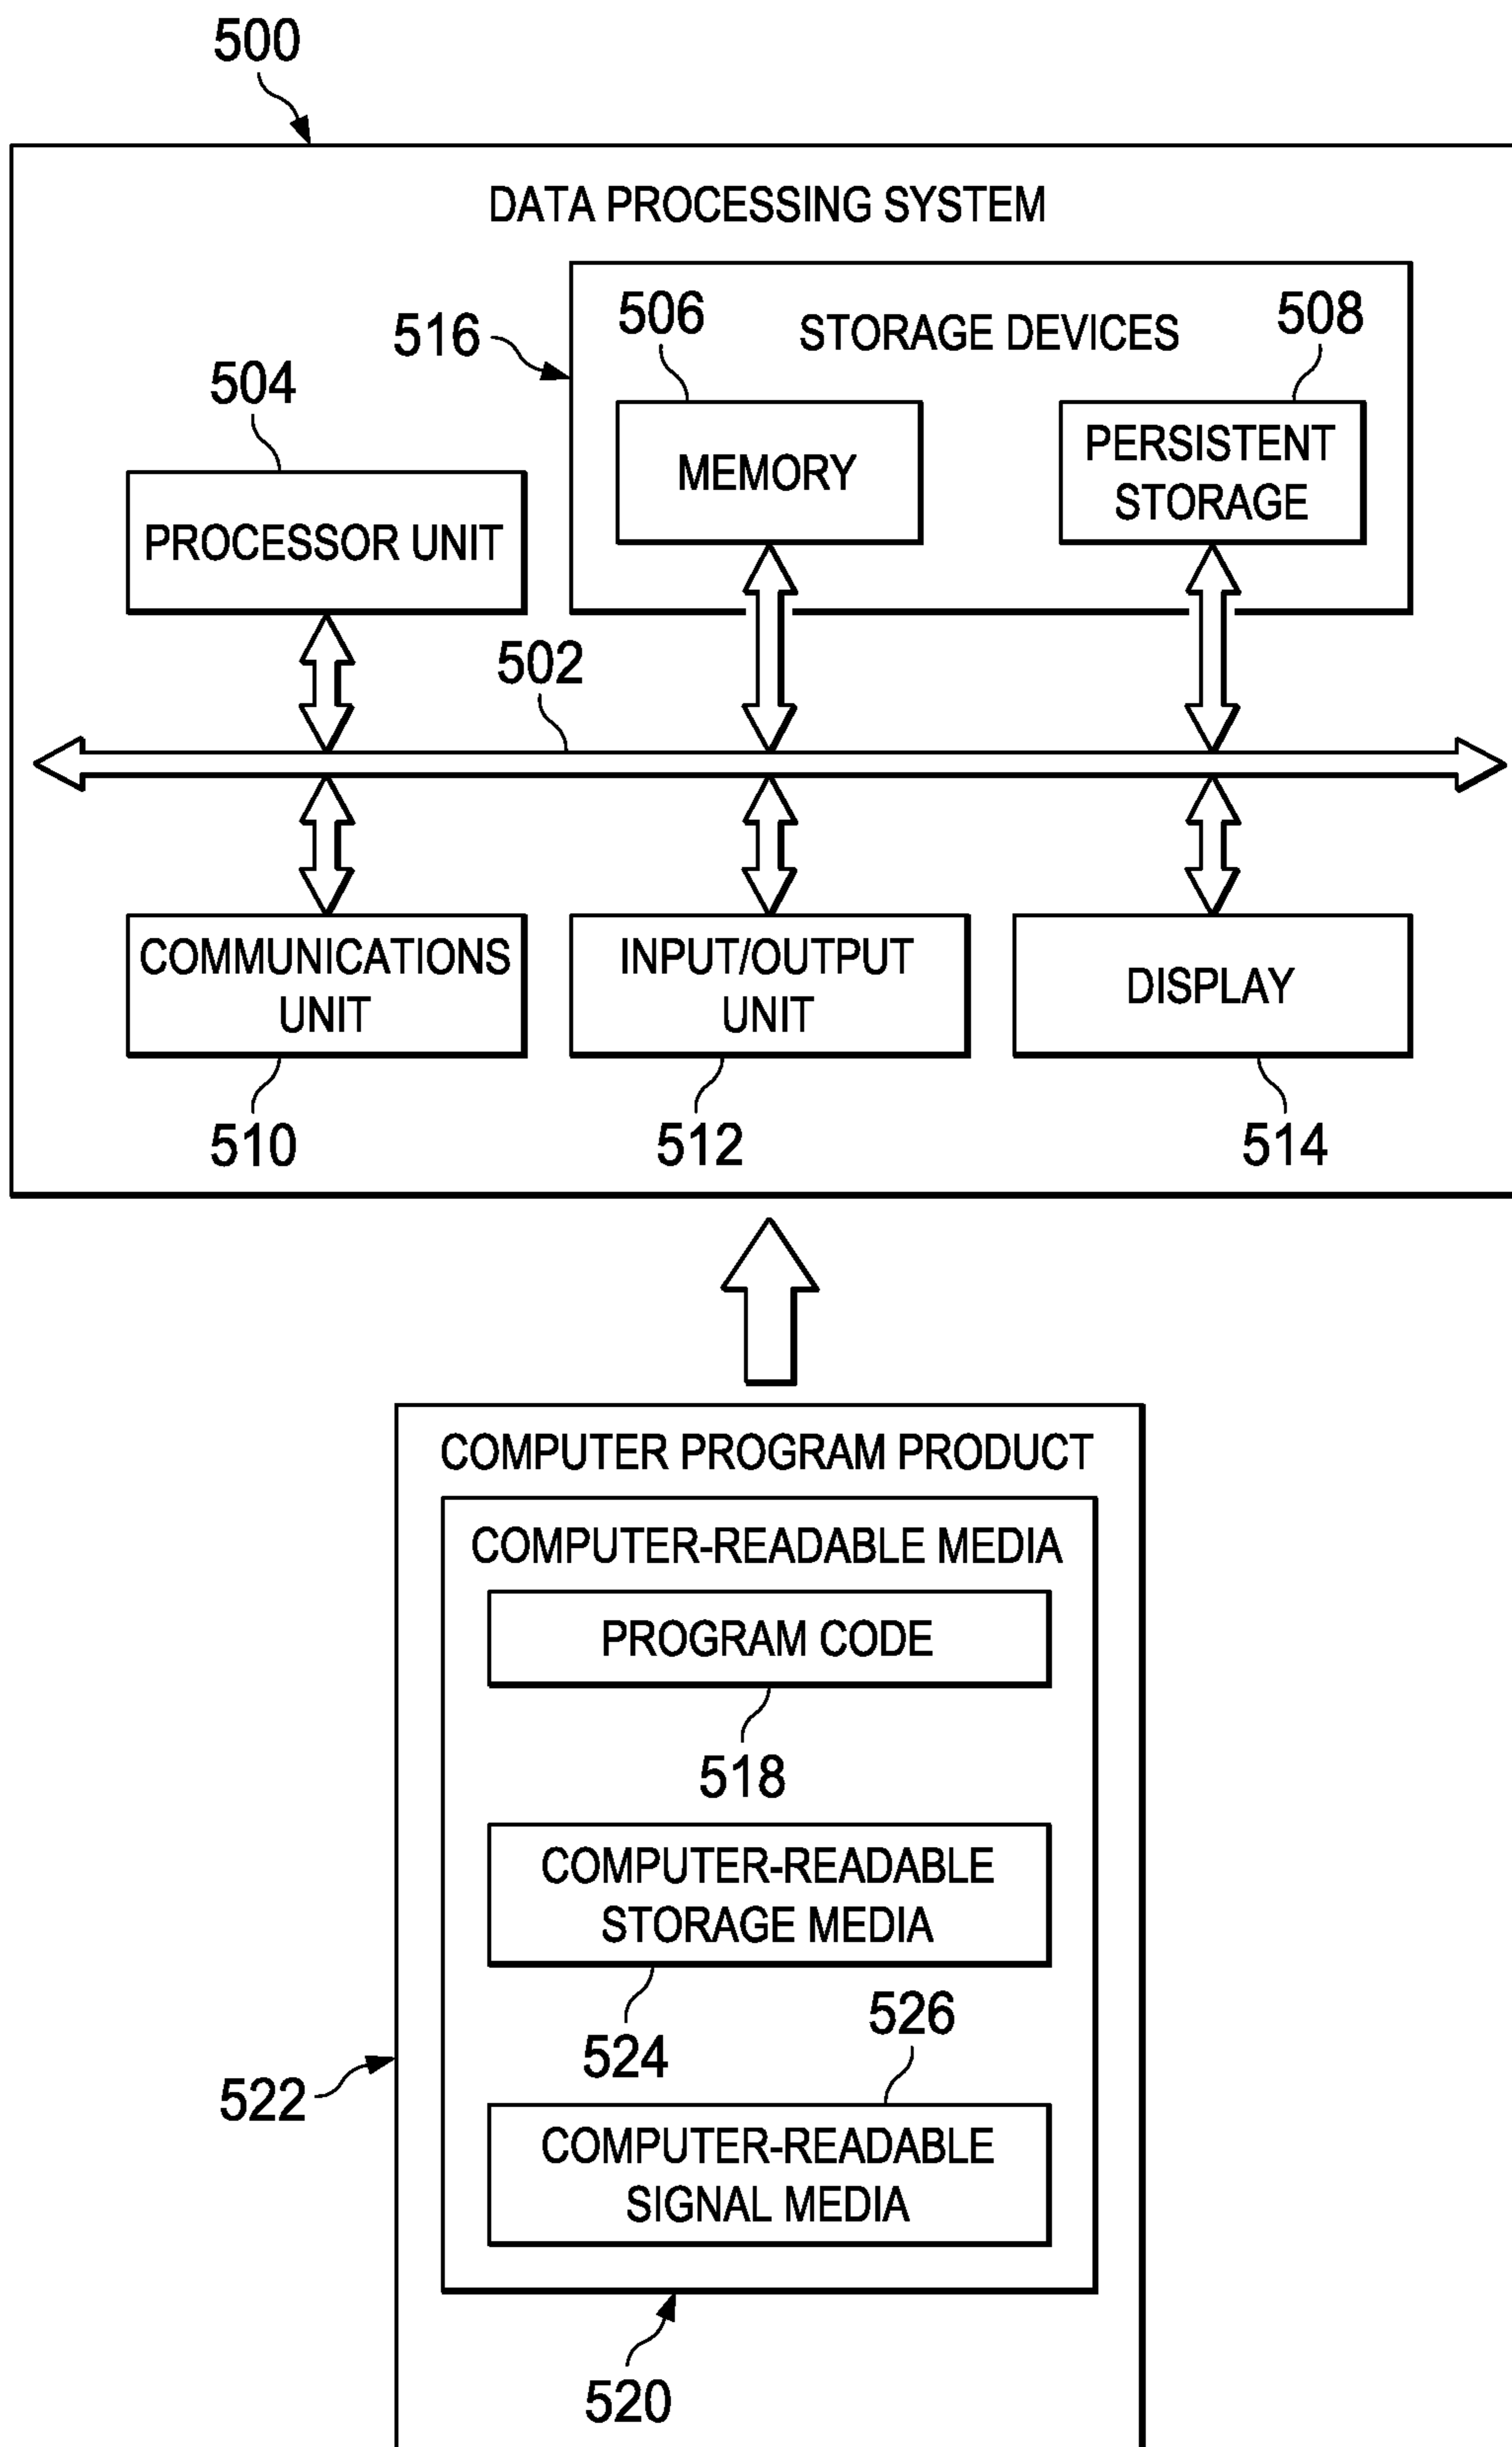 500
DATA PROCESSING SYSTEM
516
506
STORAGE DEVICES
508
504
MEMORY
PERSISTENT
STORAGE
PROCESSOR UNIT
502
COMMUNICATIONS
UNIT
INPUT/OUTPUT
UNIT
DISPLAY
510
512
514
COMPUTER PROGRAM PRODUCT
COMPUTER-READABLE MEDIA
PROGRAM CODE
518
COMPUTER-READABLE
STORAGE MEDIA
524
526
522
COMPUTER-READABLE
SIGNAL MEDIA
520